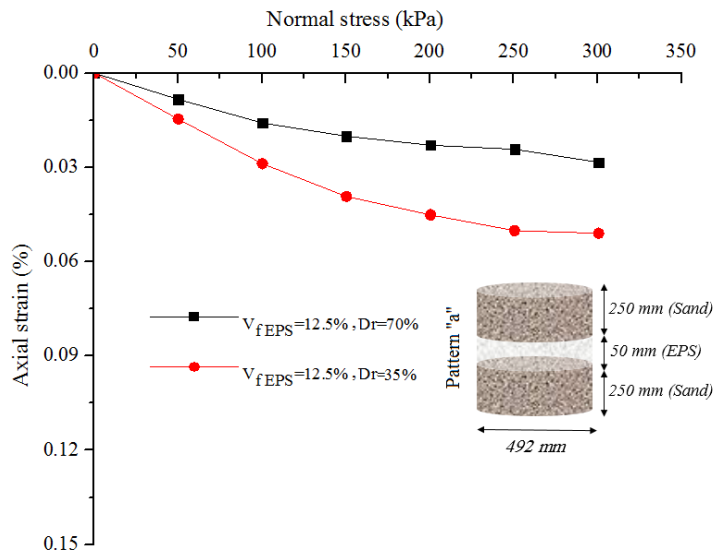 Normal stress (kPa)
0 50 100 150 200 250 300 350
0.00
0.03
0.06
0.09
0.12
0.15
Axial strain (%)
V f EPS=12.5% , Dr=70%
V f EPS=12.5% , Dr=35%
Pattern "a"
250 mm (Sand)
50 mm (EPS)
250 mm (Sand)
492 mm